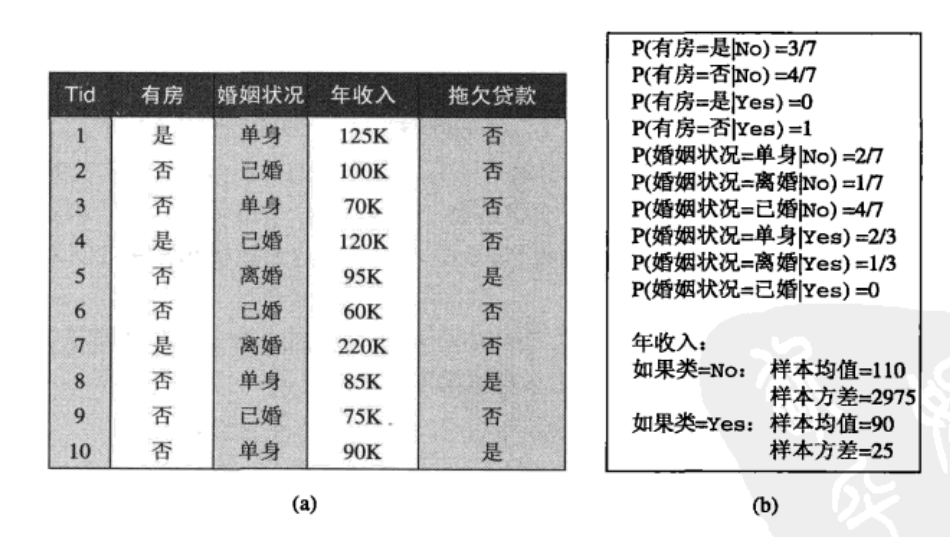 Tid 有房 婚姻状况 年收入 拖欠贷款
1 是 单身 125K 否
2 否 已婚 100K 否
3 否 单身 70K 否
4 是 已婚 120K 否
5 否 离婚 95K 是
6 否 已婚 60K 否
7 是 离婚 220K 否
8 否 单身 85K 是
9 否 已婚 75K 否
10 否 单身 90K 是
(a)
P(有房=是|No)=3/7
P(有房=否|No)=4/7
P(有房=是|Yes)=0
P(有房=否|Yes)=1
P(婚姻状况=单身|No)=2/7
P(婚姻状况=离婚|No)=1/7
P(婚姻状况=已婚|No)=4/7
P(婚姻状况=单身|Yes)=2/3
P(婚姻状况=离婚|Yes)=1/3
P(婚姻状况=已婚|Yes)=0
年收入：
如果类=No： 样本均值=110
样本方差=2975
如果类=Yes： 样本均值=90
样本方差=25
(b)